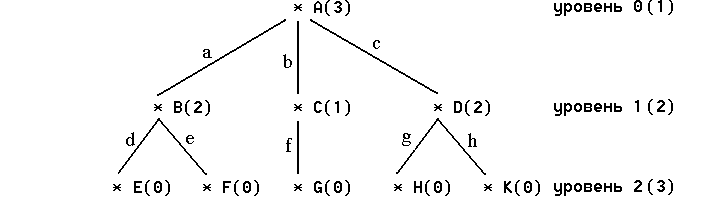 * A(3) уровень 0(1)
a b c
* B(2) * C(1) * D(2) уровень 1(2)
d e f g h
* E(0) * F(0) * G(0) * H(0) * K(0) уровень 2(3)